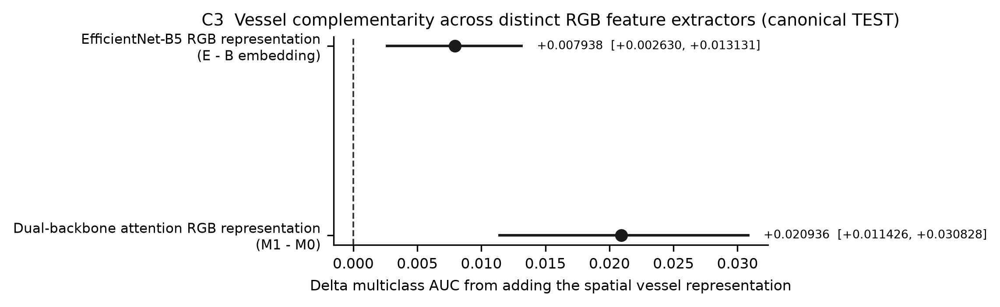 C3  Vessel complementarity across distinct RGB feature extractors (canonical TEST)
EfficientNet-B5 RGB representation
(E - B embedding)
+0.007938  [+0.002630, +0.013131]
Dual-backbone attention RGB representation
(M1 - M0)
+0.020936  [+0.011426, +0.030828]
0.000 0.005 0.010 0.015 0.020 0.025 0.030
Delta multiclass AUC from adding the spatial vessel representation